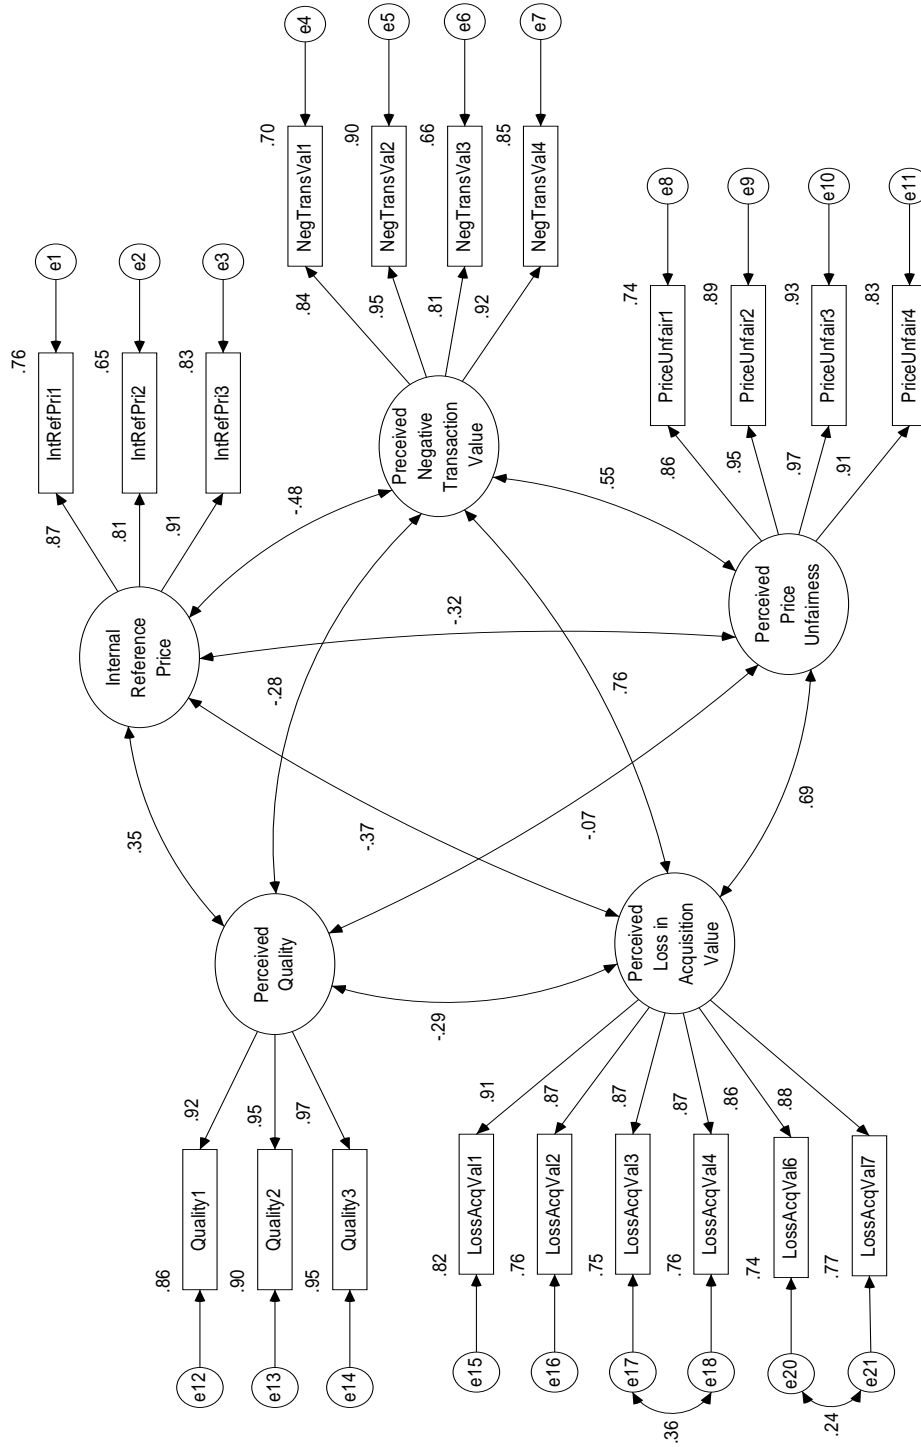 e12
e13
e14
.86
.90
.95
Quality1
Quality2
Quality3
.92
.95
.97
Perceived
Quality
.35
Internal
Reference
Price
.87
.81
.91
.76
.65
.83
IntRefPri1
IntRefPri2
IntRefPri3
e1
e2
e3
-.48
-.28
-.32
-.37
-.07
-.29
.76
.55
.69
Preceived
Negative
Transaction
Value
.84
.95
.81
.92
.70
.90
.66
.85
NegTransVal1
NegTransVal2
NegTransVal3
NegTransVal4
e4
e5
e6
e7
e15
e16
e17
e18
e20
e21
.36
.24
.82
.76
.75
.76
.74
.77
LossAcqVal1
LossAcqVal2
LossAcqVal3
LossAcqVal4
LossAcqVal6
LossAcqVal7
.91
.87
.87
.87
.86
.88
Perceived
Loss in
Acquisition
Value
Perceived
Price
Unfairness
.86
.95
.97
.91
.74
.89
.93
.83
PriceUnfair1
PriceUnfair2
PriceUnfair3
PriceUnfair4
e8
e9
e10
e11